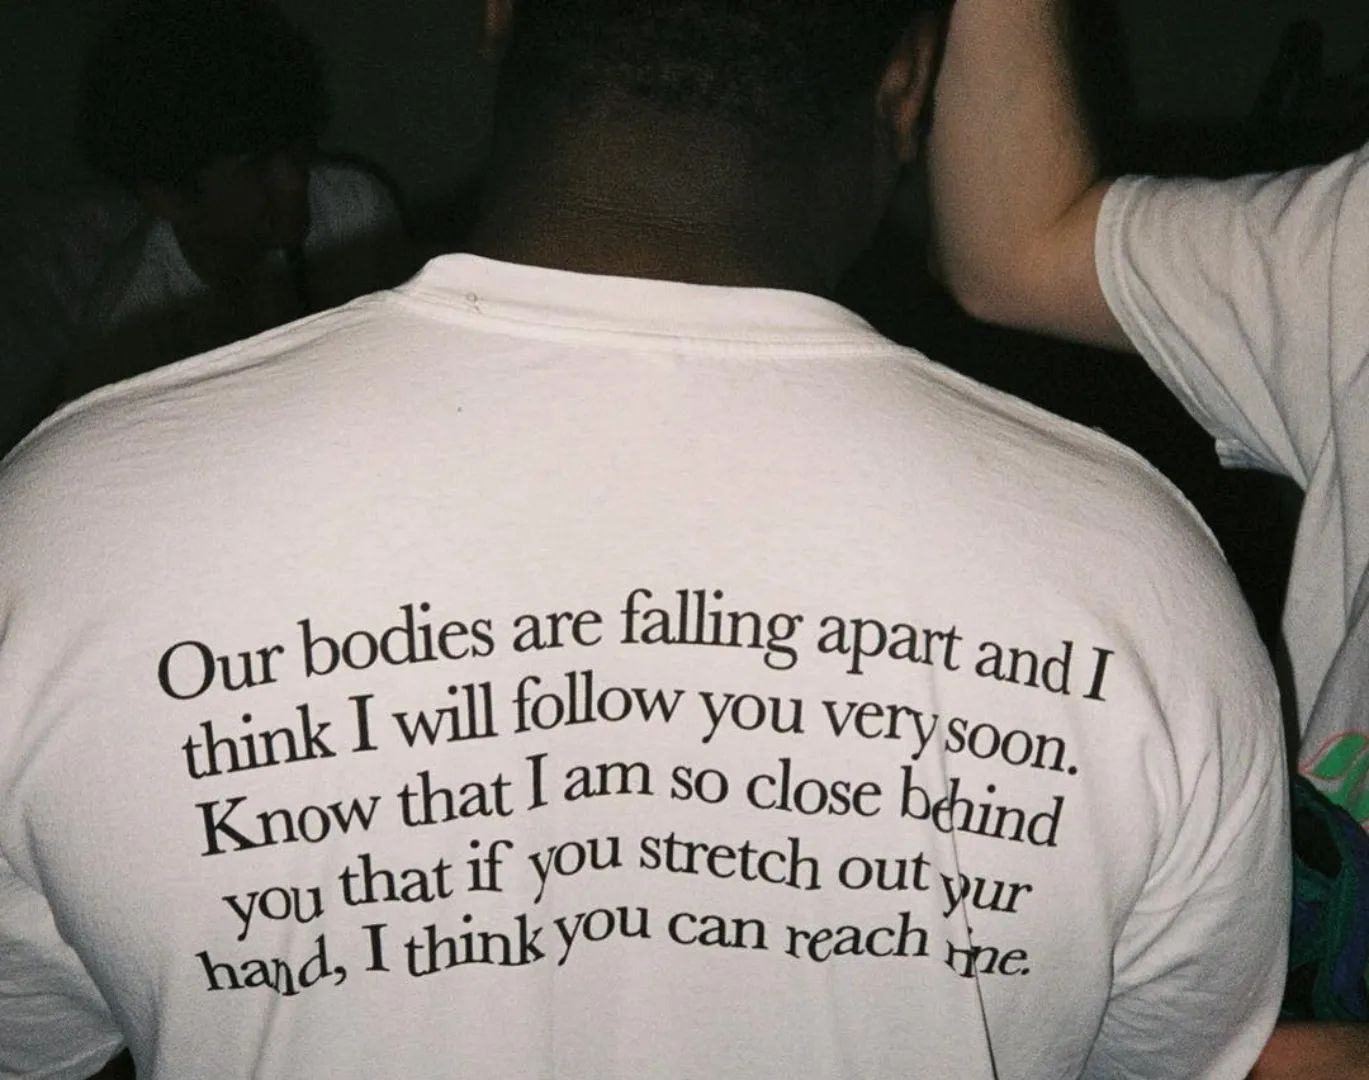 Our bodies are falling apart and I
think I will follow you very soon.
Know that I am so close behind
you that if you stretch out your
hand, I think you can reach mine.